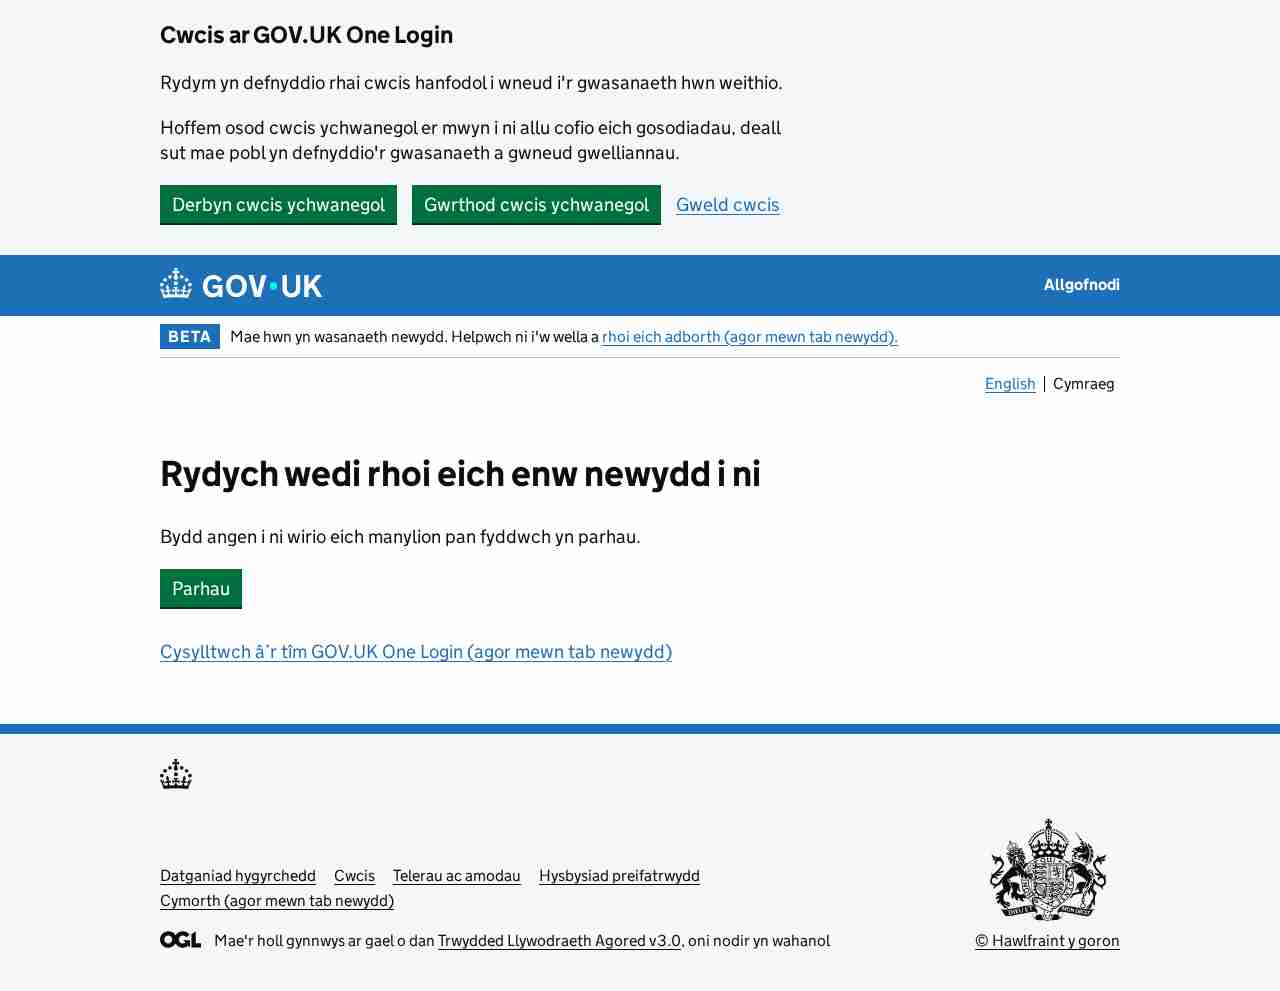 Cwcis ar GOV.UK One Login
Rydym yn defnyddio rhai cwcis hanfodol i wneud i'r gwasanaeth hwn weithio.
Hoffem osod cwcis ychwanegol er mwyn i ni allu cofio eich gosodiadau, deall
sut mae pobl yn defnyddio'r gwasanaeth a gwneud gwelliannau.
Derbyn cwcis ychwanegol Gwrthod cwcis ychwanegol Gweld cwcis
GOV·UK Allgofnodi
BETA Mae hwn yn wasanaeth newydd. Helpwch ni i'w wella a rhoi eich adborth (agor mewn tab newydd).
English Cymraeg
Rydych wedi rhoi eich enw newydd i ni
Bydd angen i ni wirio eich manylion pan fyddwch yn parhau.
Parhau
Cysylltwch â’r tîm GOV.UK One Login (agor mewn tab newydd)
Datganiad hygyrchedd Cwcis Telerau ac amodau Hysbysiad preifatrwydd
Cymorth (agor mewn tab newydd)
OGL Mae'r holl gynnwys ar gael o dan Trwydded Llywodraeth Agored v3.0, oni nodir yn wahanol
© Hawlfraint y goron